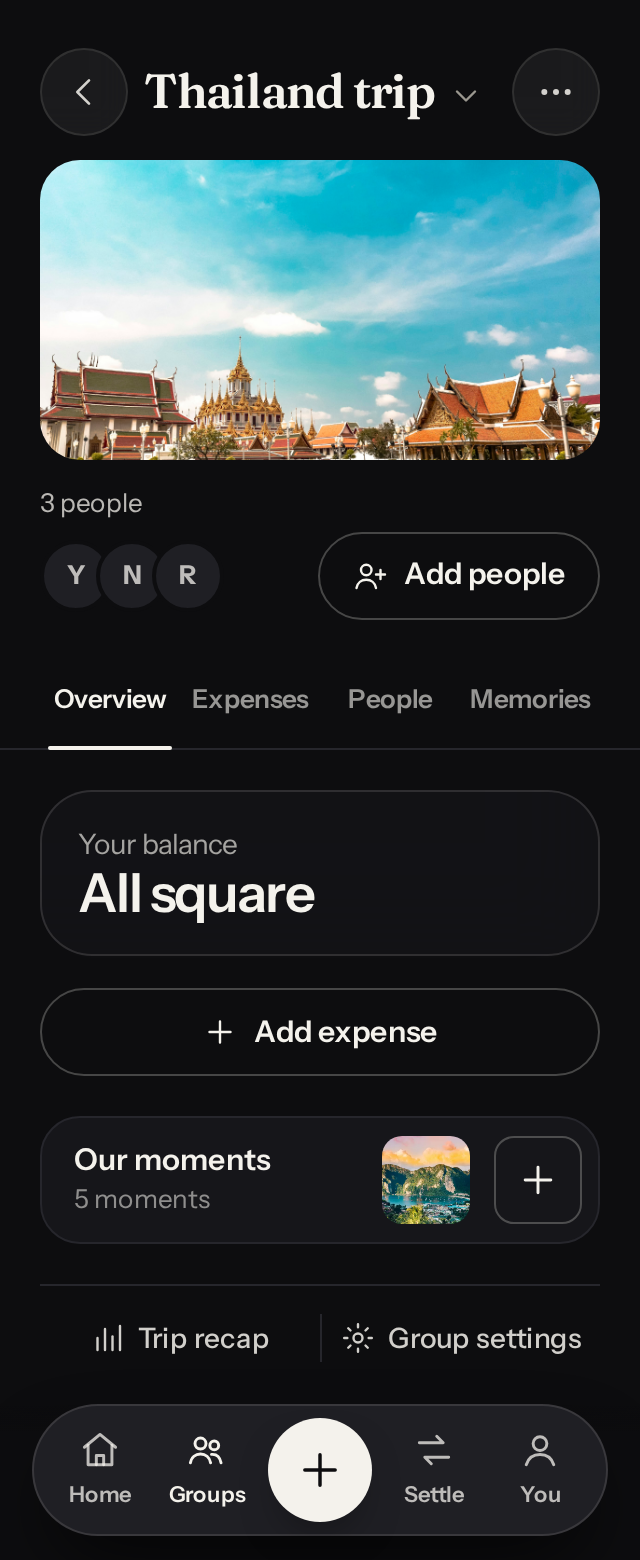 Thailand trip
3 people
Y N R
Add people
Overview Expenses People Memories
Your balance
All square
Add expense
Our moments
5 moments
Trip recap Group settings
Home Groups Settle You